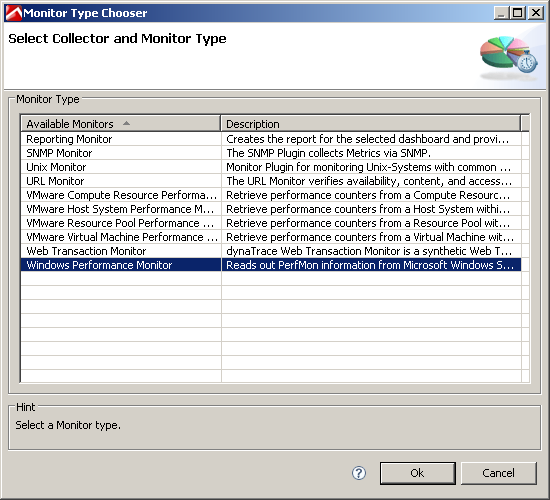 Monitor Type Chooser
Select Collector and Monitor Type
Monitor Type
Available Monitors Description
Reporting Monitor Creates the report for the selected dashboard and provi...
SNMP Monitor The SNMP Plugin collects Metrics via SNMP.
Unix Monitor Monitor Plugin for monitoring Unix-Systems with common ...
URL Monitor The URL Monitor verifies availability, content, and access...
VMware Compute Resource Performa... Retrieve performance counters from a Compute Resourc...
VMware Host System Performance M... Retrieve performance counters from a Host System withi...
VMware Resource Pool Performance ... Retrieve performance counters from a Resource Pool wit...
VMware Virtual Machine Performance ... Retrieve performance counters from a Virtual Machine wit...
Web Transaction Monitor dynaTrace Web Transaction Monitor is a synthetic Web T...
Windows Performance Monitor Reads out PerfMon information from Microsoft Windows S...
Hint
Select a Monitor type.
? Ok Cancel